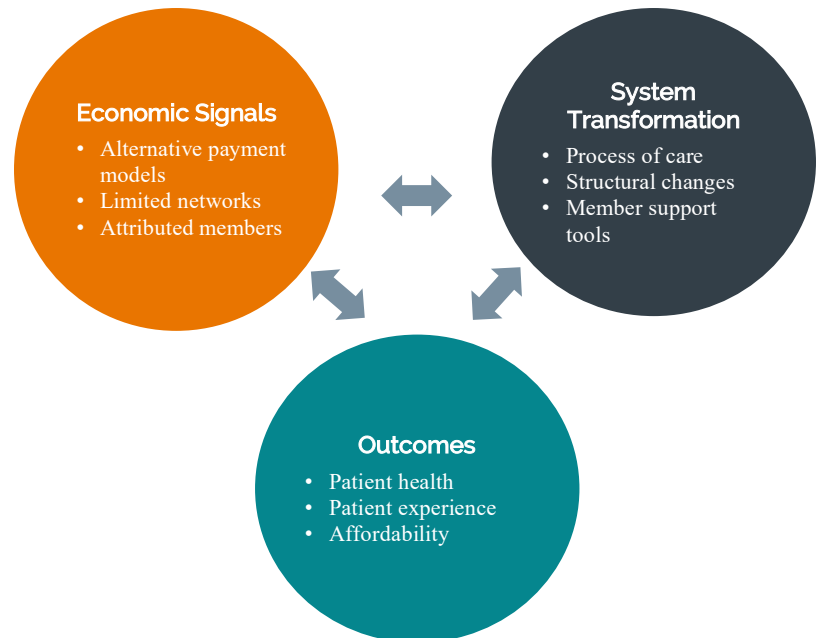 Economic Signals
• Alternative payment
models
• Limited networks
• Attributed members
System
Transformation
• Process of care
• Structural changes
• Member support
tools
Outcomes
• Patient health
• Patient experience
• Affordability